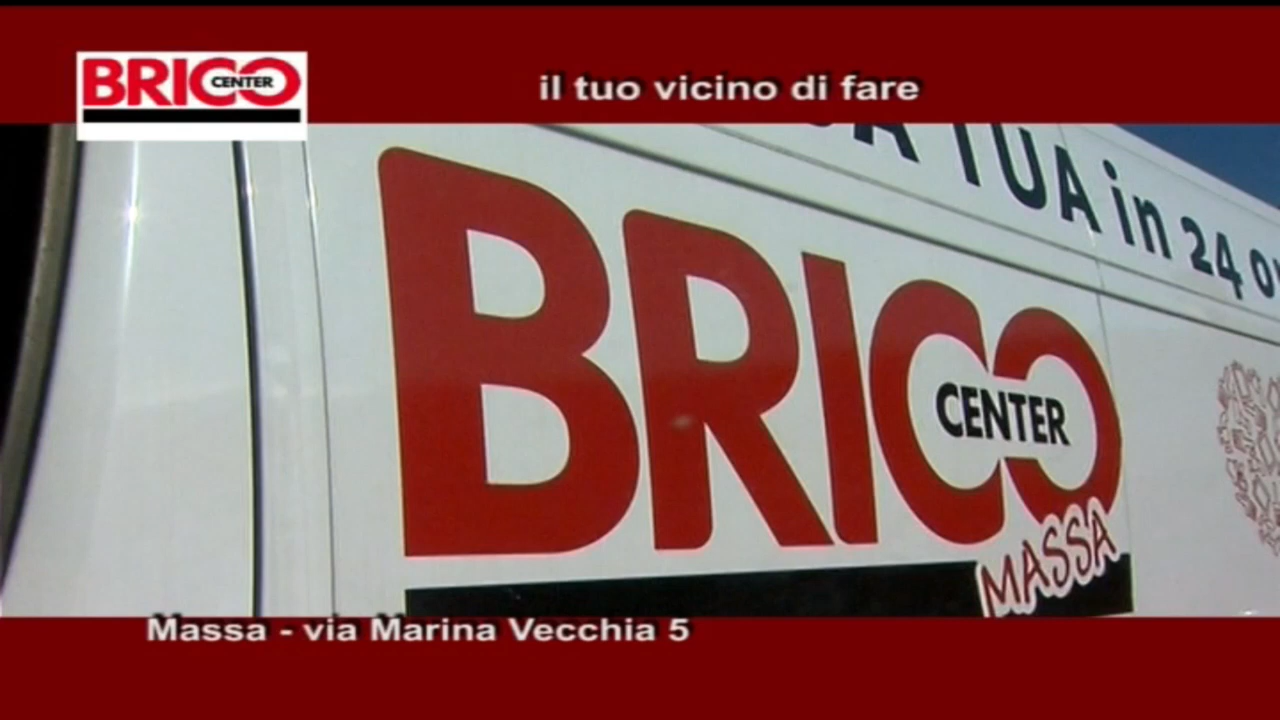 BRICO
CENTER
il tuo vicino di fare
TUA in 24
BRICO
CENTER
MASSA
Massa - via Marina Vecchia 5